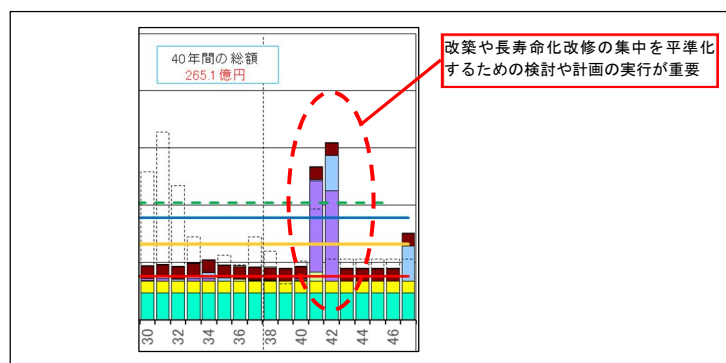 40年間の総額
265.1億円
改築や長寿命化改修の集中を平準化
するための検討や計画の実行が重要
30 32 34 36 38 40 42 44 46